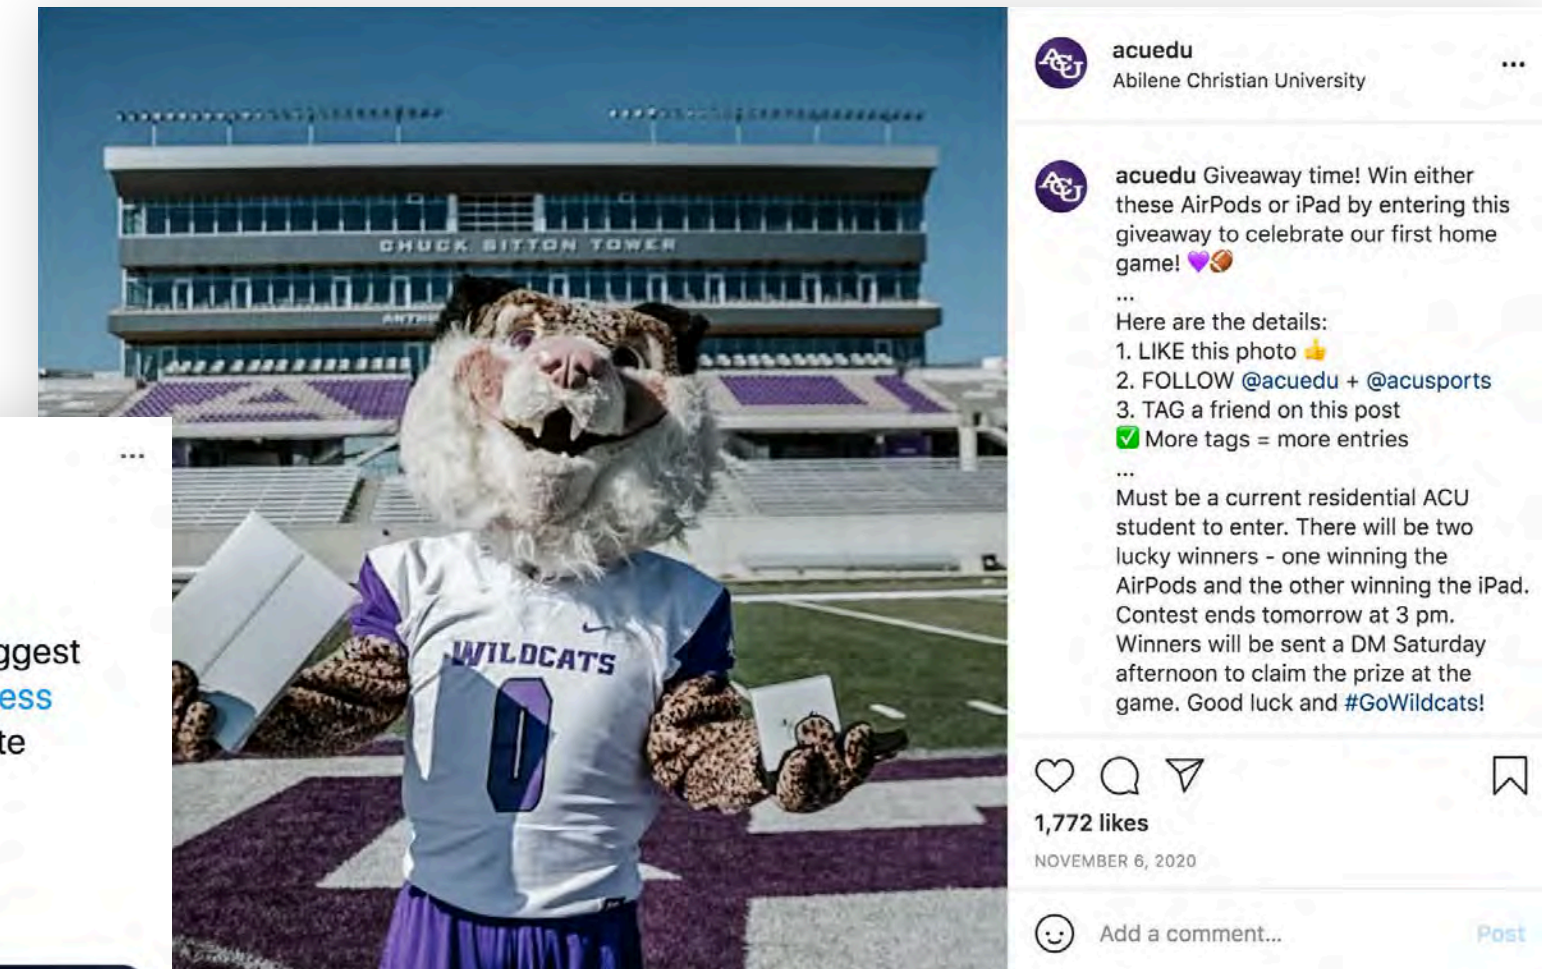 CHUCK SITTON TOWER
WILDCATS
0
ggest
ess
te
ACU
acuedu
Abilene Christian University
...
ACU
acuedu Giveaway time! Win either
these AirPods or iPad by entering this
giveaway to celebrate our first home
game! 💜🏈
...
Here are the details:
1. LIKE this photo 👍
2. FOLLOW @acuedu + @acusports
3. TAG a friend on this post
✅ More tags = more entries
...
Must be a current residential ACU
student to enter. There will be two
lucky winners - one winning the
AirPods and the other winning the iPad.
Contest ends tomorrow at 3 pm.
Winners will be sent a DM Saturday
afternoon to claim the prize at the
game. Good luck and #GoWildcats!
1,772 likes
NOVEMBER 6, 2020
Add a comment...
Post